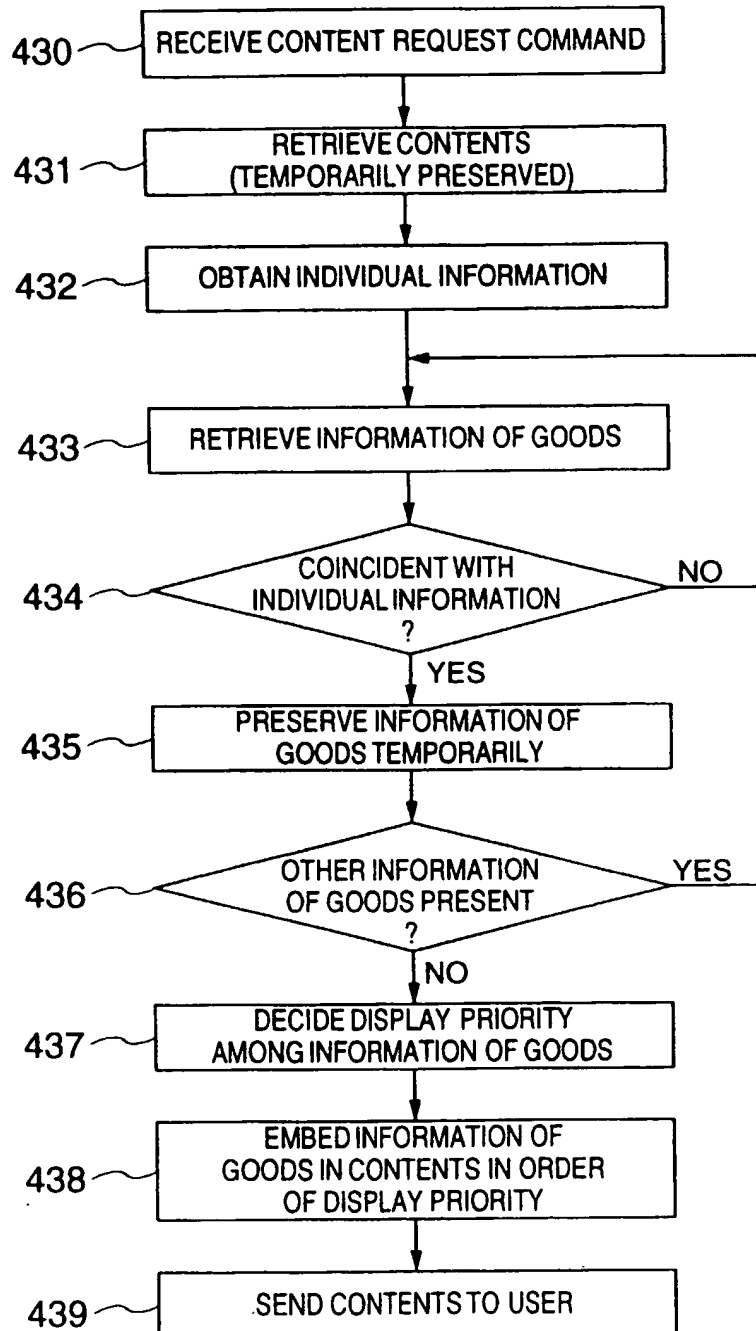 430 RECEIVE CONTENT REQUEST COMMAND
431 RETRIEVE CONTENTS
(TEMPORARILY PRESERVED)
432 OBTAIN INDIVIDUAL INFORMATION
433 RETRIEVE INFORMATION OF GOODS
434 COINCIDENT WITH
INDIVIDUAL INFORMATION
?
NO
YES
435 PRESERVE INFORMATION OF
GOODS TEMPORARILY
436 OTHER INFORMATION
OF GOODS PRESENT
?
YES
NO
437 DECIDE DISPLAY PRIORITY
AMONG INFORMATION OF GOODS
438 EMBED INFORMATION OF
GOODS IN CONTENTS IN ORDER
OF DISPLAY PRIORITY
439 SEND CONTENTS TO USER